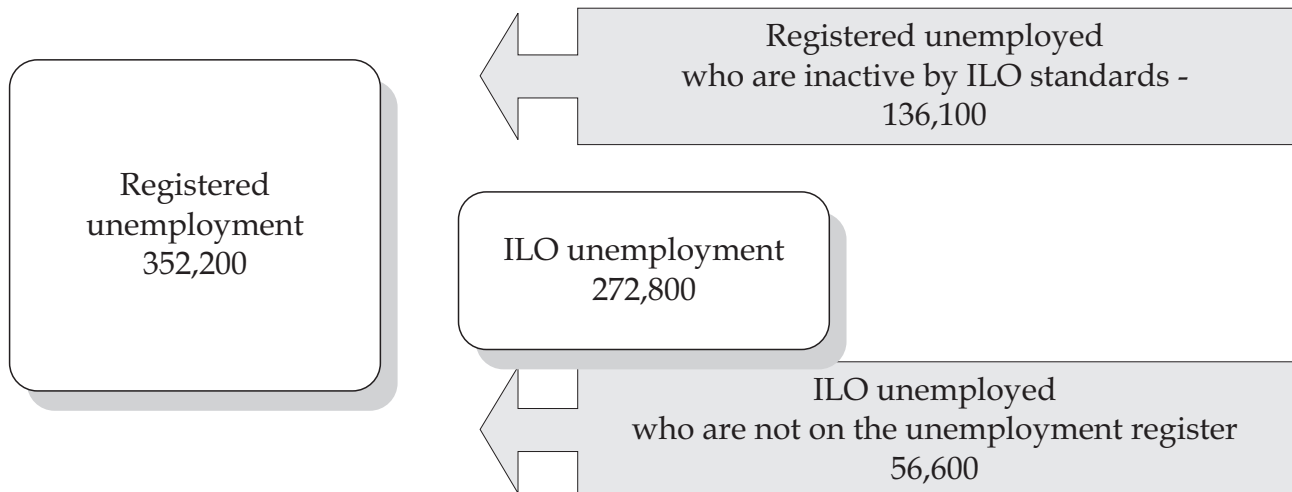 Registered unemployed
who are inactive by ILO standards -
136,100
Registered
unemployment
352,200
ILO unemployment
272,800
ILO unemployed
who are not on the unemployment register
56,600